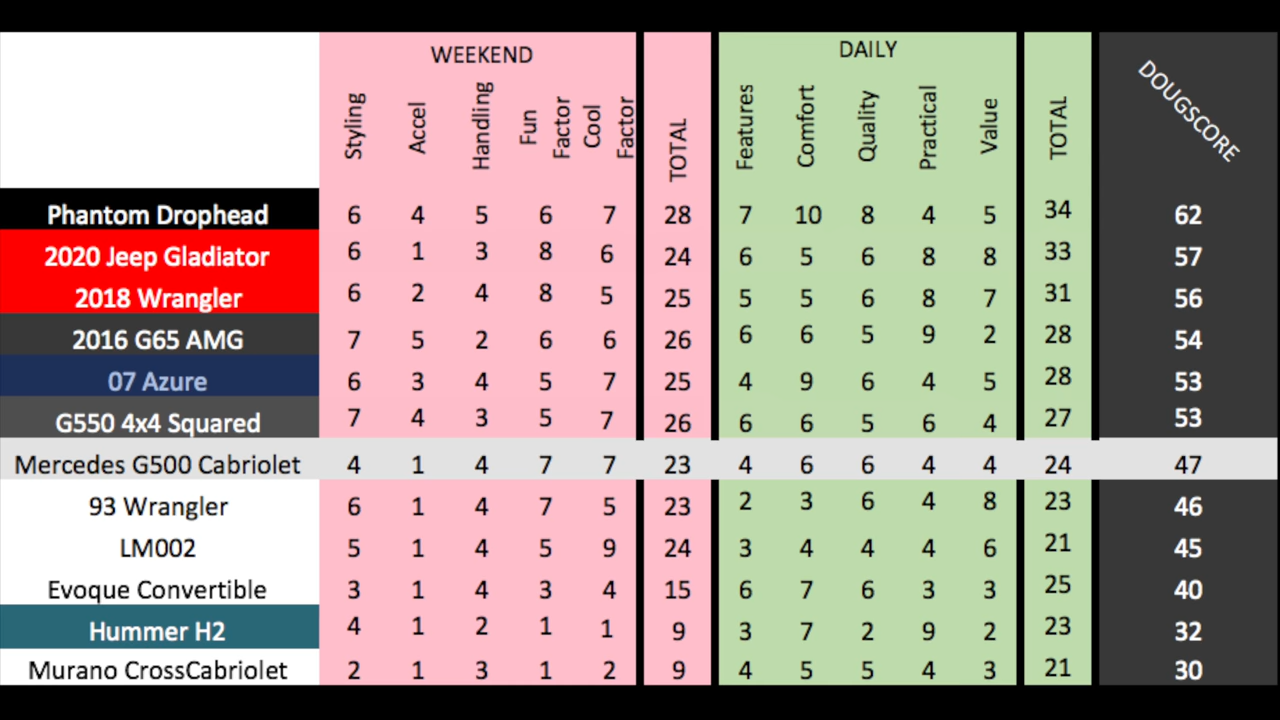 WEEKEND DAILY
Styling Accel Handling Fun Factor Cool Factor TOTAL Features Comfort Quality Practical Value TOTAL DOUGSCORE
Phantom Drophead 6 4 5 6 7 28 7 10 8 4 5 34 62
2020 Jeep Gladiator 6 1 3 8 6 24 6 5 6 8 8 33 57
2018 Wrangler 6 2 4 8 5 25 5 5 6 8 7 31 56
2016 G65 AMG 7 5 2 6 6 26 6 6 5 9 2 28 54
07 Azure 6 3 4 5 7 25 4 9 6 4 5 28 53
G550 4x4 Squared 7 4 3 5 7 26 6 6 5 6 4 27 53
Mercedes G500 Cabriolet 4 1 4 7 7 23 4 6 6 4 4 24 47
93 Wrangler 6 1 4 7 5 23 2 3 6 4 8 23 46
LM002 5 1 4 5 9 24 3 4 4 4 6 21 45
Evoque Convertible 3 1 4 3 4 15 6 7 6 3 3 25 40
Hummer H2 4 1 2 1 1 9 3 7 2 9 2 23 32
Murano CrossCabriolet 2 1 3 1 2 9 4 5 5 4 3 21 30